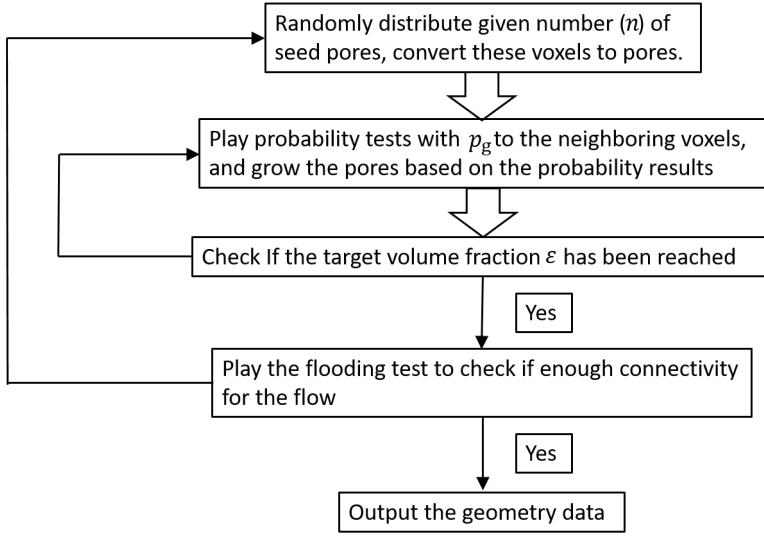 Randomly distribute given number (n) of
seed pores, convert these voxels to pores.
Play probability tests with p_g to the neighboring voxels,
and grow the pores based on the probability results
Check If the target volume fraction ε has been reached
Yes
Play the flooding test to check if enough connectivity
for the flow
Yes
Output the geometry data